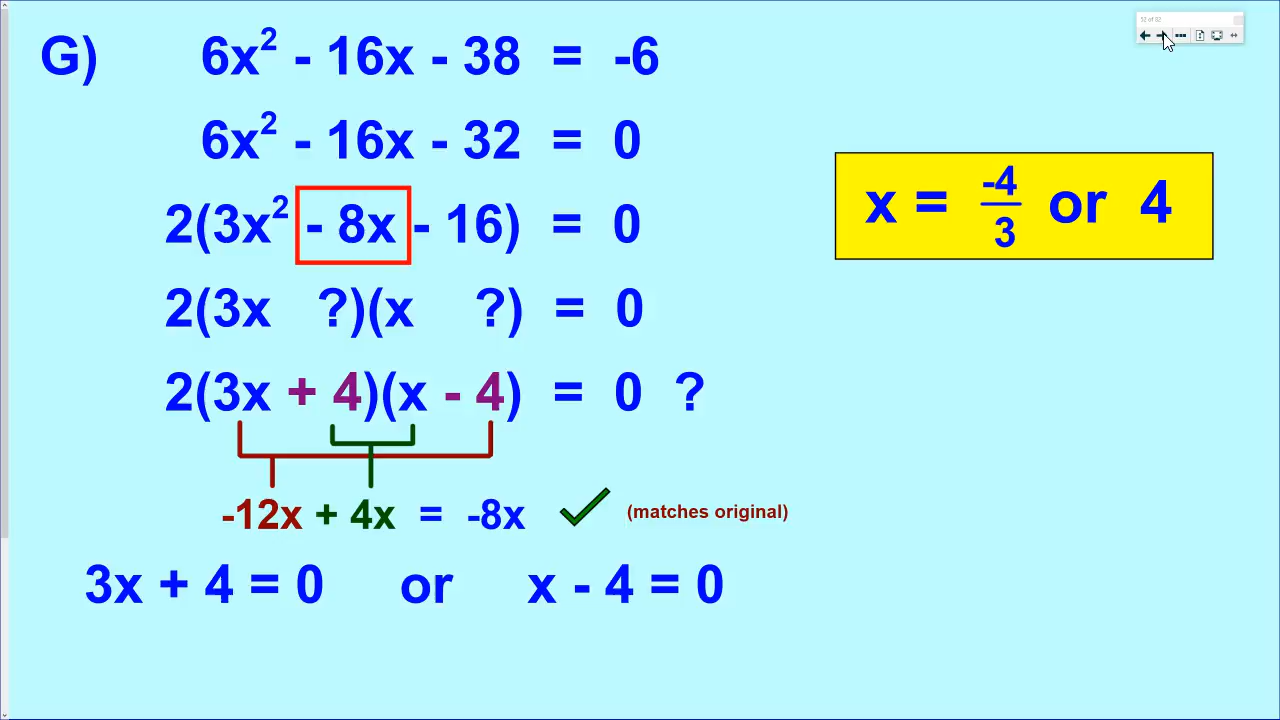 G) 6x² - 16x - 38 = -6
6x² - 16x - 32 = 0
2(3x² - 8x - 16) = 0
2(3x ?)(x ?) = 0
2(3x + 4)(x - 4) = 0 ?
-12x + 4x = -8x (matches original)
3x + 4 = 0 or x - 4 = 0
x = -4/3 or 4